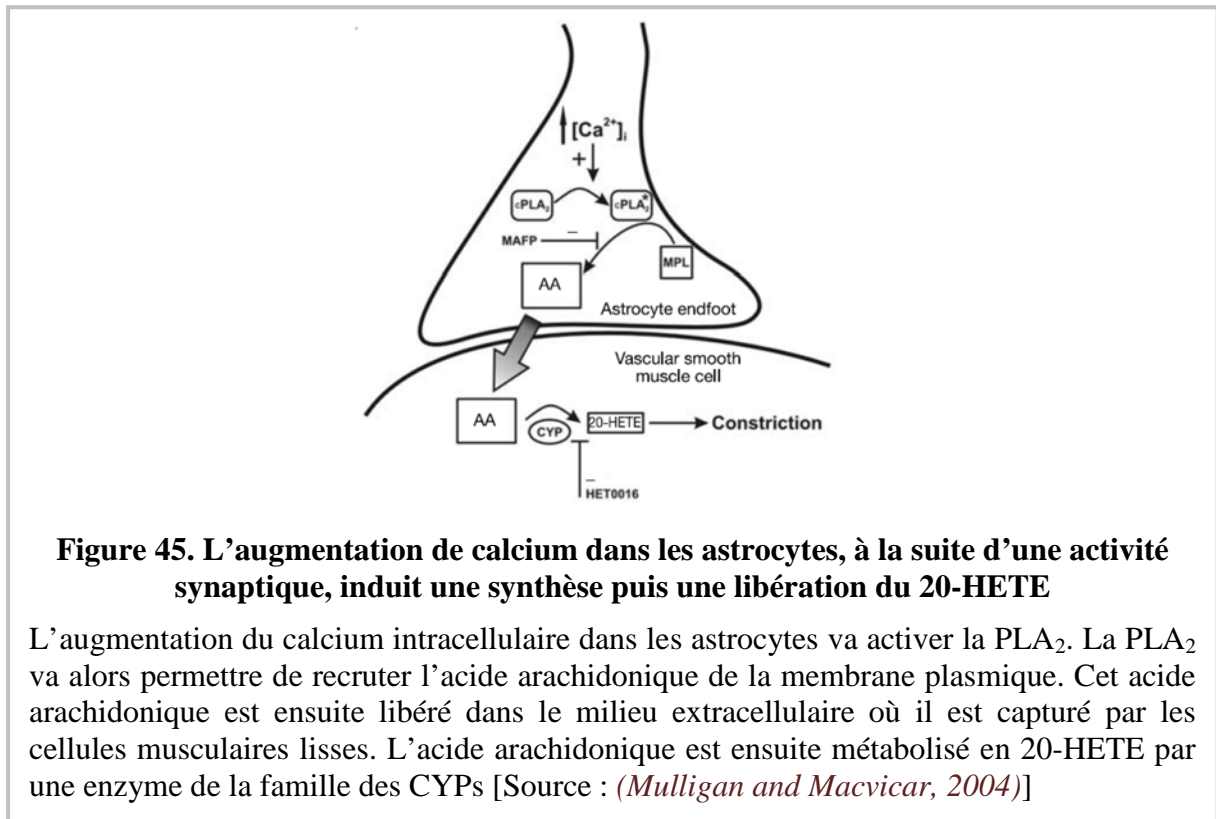 ↑[Ca²⁺]ᵢ
+
cPLA₂ cPLA₂*
MAFP –
MPL
AA
Astrocyte endfoot
Vascular smooth
muscle cell
AA
CYP
20-HETE
Constriction
–
HET0016
Figure 45. L’augmentation de calcium dans les astrocytes, à la suite d’une activité
synaptique, induit une synthèse puis une libération du 20-HETE
L’augmentation du calcium intracellulaire dans les astrocytes va activer la PLA₂. La PLA₂
va alors permettre de recruter l’acide arachidonique de la membrane plasmique. Cet acide
arachidonique est ensuite libéré dans le milieu extracellulaire où il est capturé par les
cellules musculaires lisses. L’acide arachidonique est ensuite métabolisé en 20-HETE par
une enzyme de la famille des CYPs [Source : (Mulligan and Macvicar, 2004)]